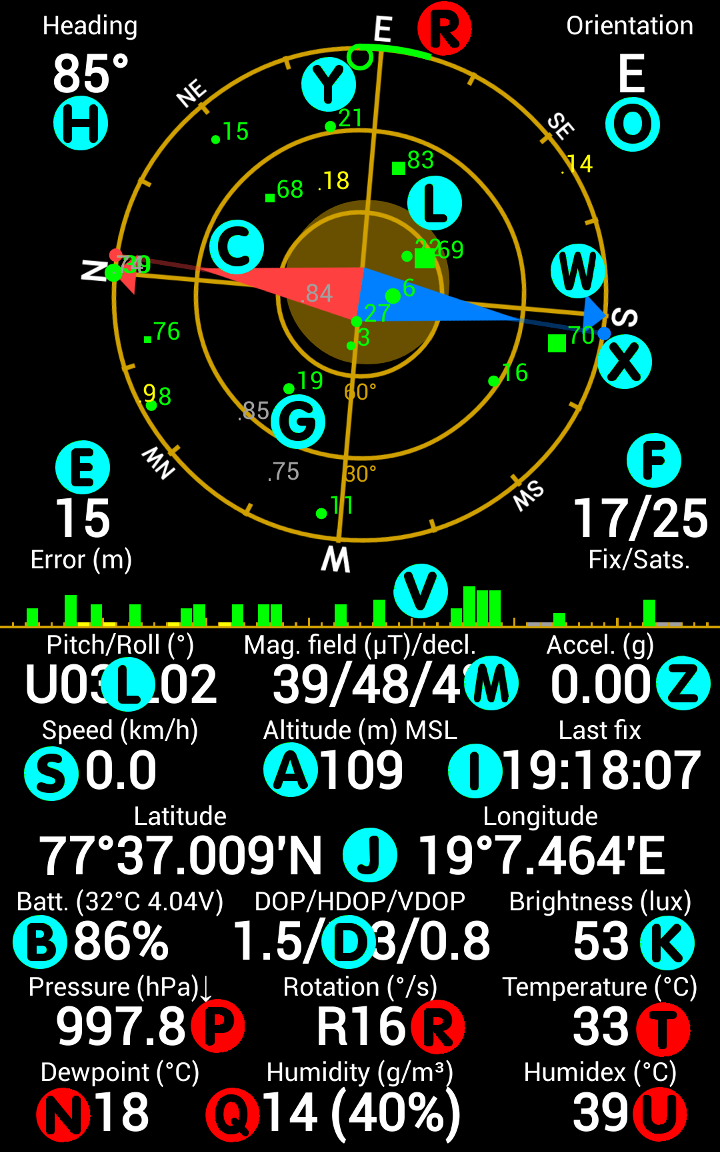 Heading
Orientation
E
R
85°
E
H
O
Y
NE
SE
21
15
83
.14
68
.18
L
C
69
N
W
.84
6
S
27
70
3
X
76
19
16
.9
8
60°
.85
G
NW
.75
30°
SW
11
E
F
15
17/25
W
Error (m)
Fix/Sats.
V
Pitch/Roll (°) Mag. field (µT)/decl. Accel. (g)
U03 L 02 39/48/4 M 0.00 Z
Speed (km/h) Altitude (m) MSL Last fix
S 0.0 A 109 I 19:18:07
Latitude Longitude
77°37.009'N J 19°7.464'E
Batt. (32°C 4.04V) DOP/HDOP/VDOP Brightness (lux)
B 86% 1.5/ D 3/0.8 53 K
Pressure (hPa)↓ Rotation (°/s) Temperature (°C)
997.8 P R16 R 33 T
Dewpoint (°C) Humidity (g/m³) Humidex (°C)
N 18 Q 14 (40%) 39 U